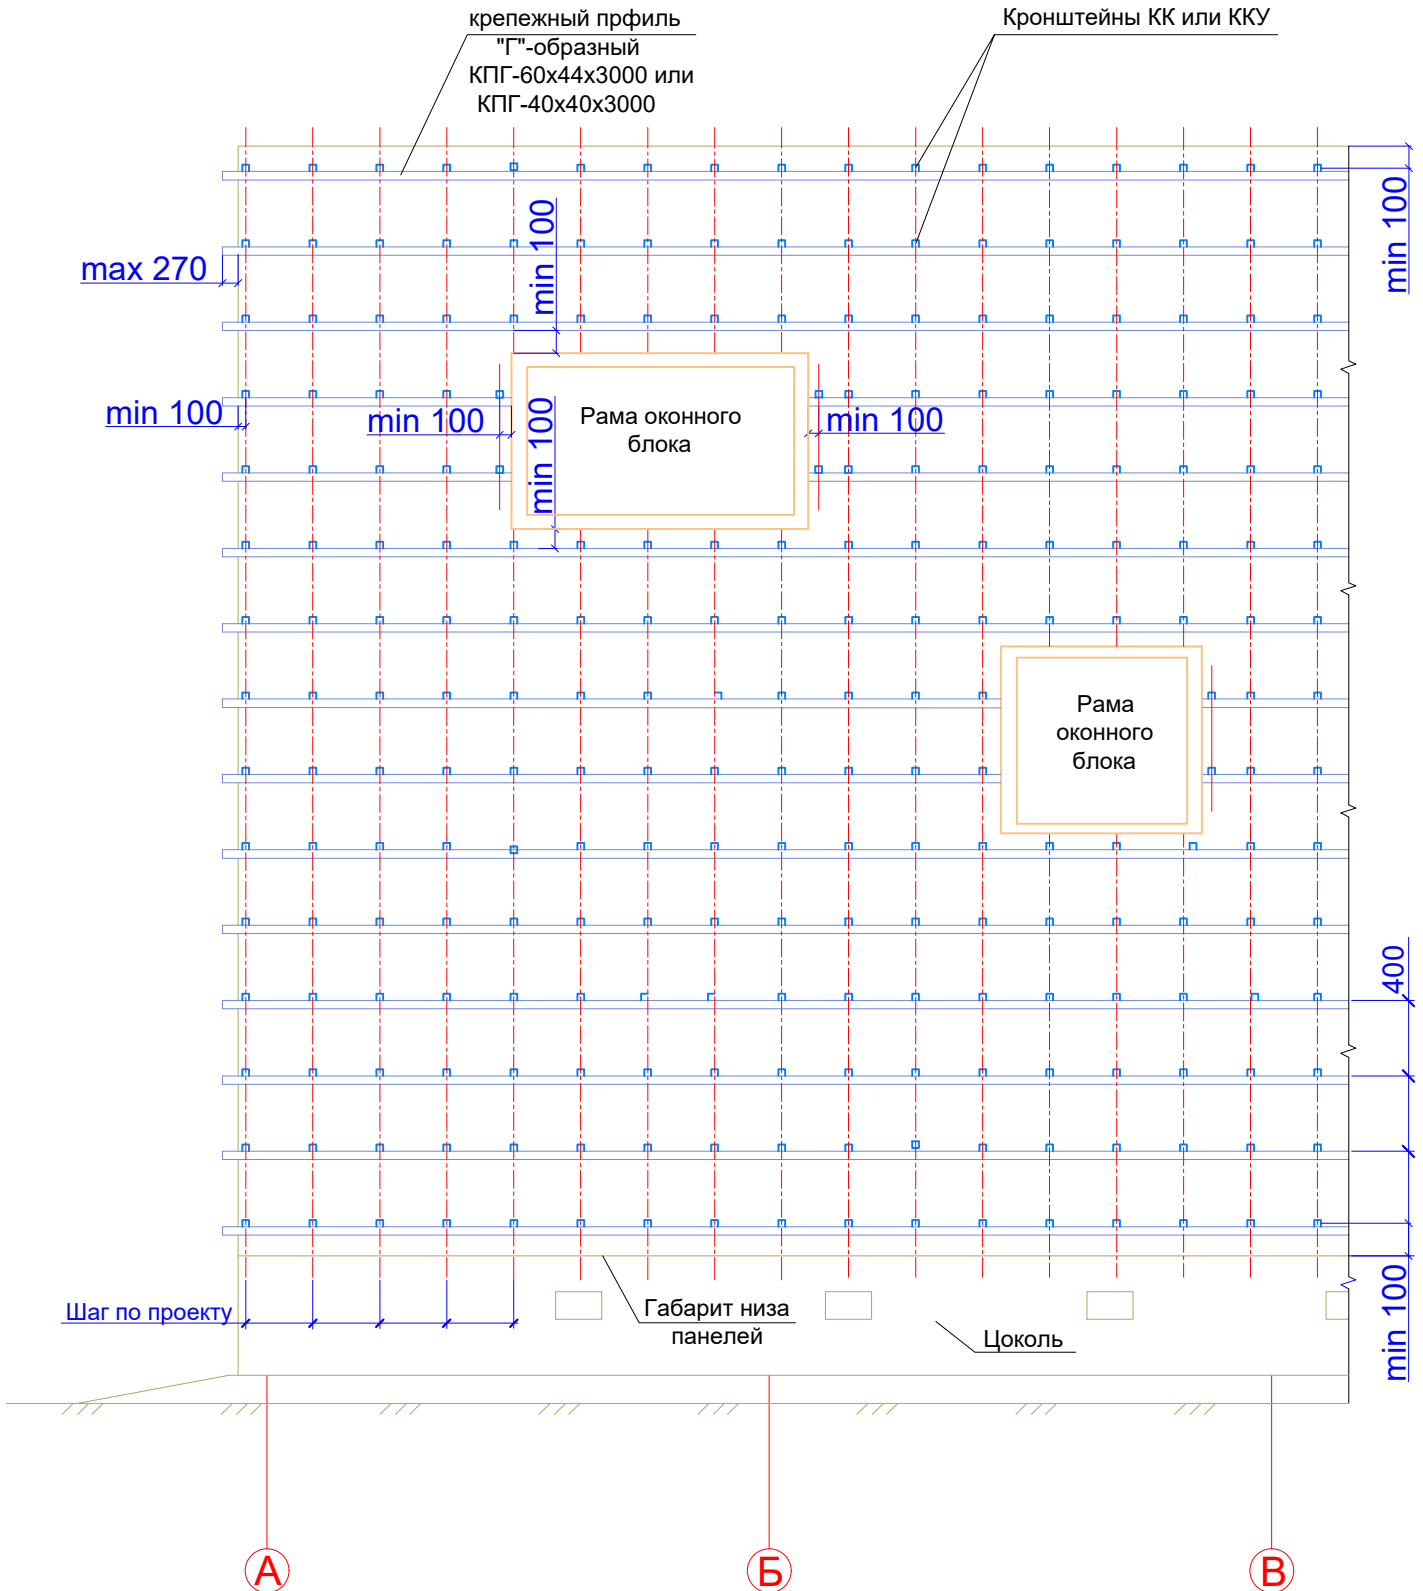 крепежный прфиль
"Г"-образный
КПГ-60х44х3000 или
КПГ-40х40х3000
Кронштейны КК или ККУ
min 100
min 100
max 270
min 100
min 100
min 100
min 100
Рама оконного
блока
Рама
оконного
блока
400
min 100
Шаг по проекту
Габарит низа
панелей
Цоколь
А
Б
В